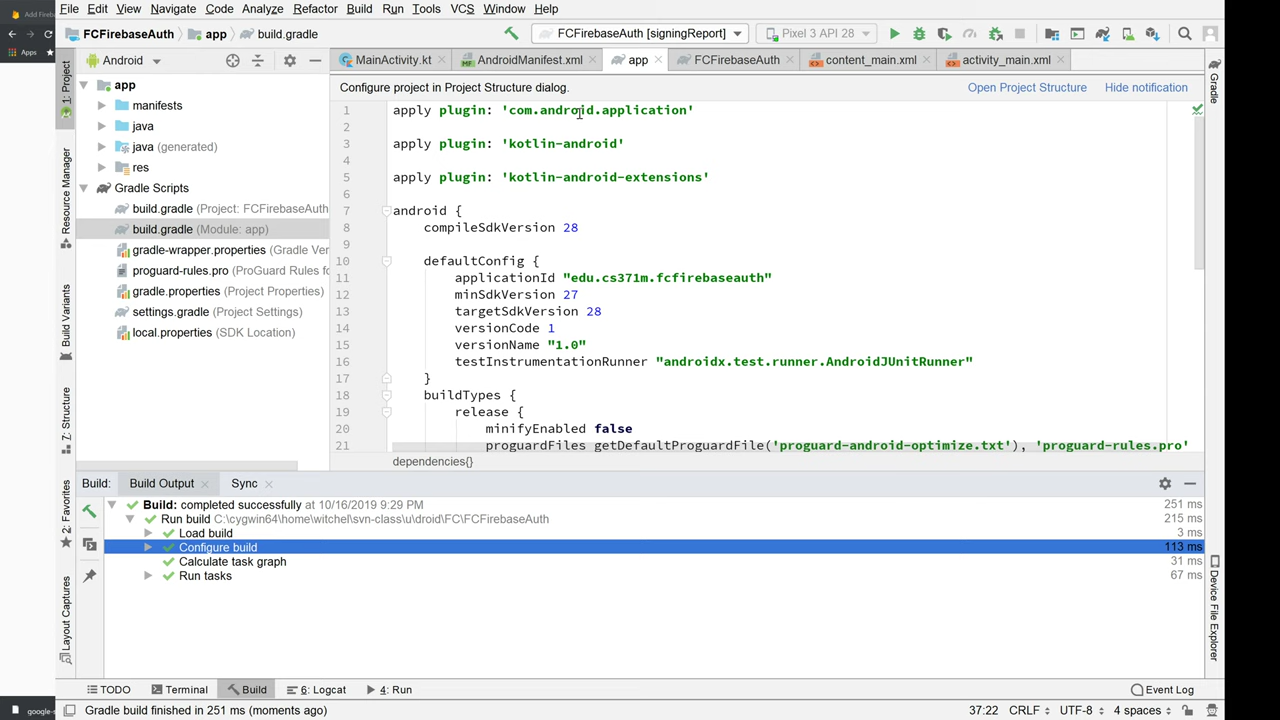 Add Fireba
Apps
File Edit View Navigate Code Analyze Refactor Build Run Tools VCS Window Help
FCFirebaseAuth app build.gradle FCFirebaseAuth [signingReport] Pixel 3 API 28
Android MainActivity.kt AndroidManifest.xml app FCFirebaseAuth content_main.xml activity_main.xml
1: Project
Resource Manager
Build Variants
Z: Structure
2: Favorites
Layout Captures
app
manifests
java
java (generated)
res
Gradle Scripts
build.gradle (Project: FCFirebaseAuth
build.gradle (Module: app)
gradle-wrapper.properties (Gradle Ver
proguard-rules.pro (ProGuard Rules fo
gradle.properties (Project Properties)
settings.gradle (Project Settings)
local.properties (SDK Location)
Configure project in Project Structure dialog. Open Project Structure Hide notification
1 apply plugin: 'com.android.application'
2
3 apply plugin: 'kotlin-android'
4
5 apply plugin: 'kotlin-android-extensions'
6
7 android {
8 compileSdkVersion 28
9
10 defaultConfig {
11 applicationId "edu.cs371m.fcfirebaseauth"
12 minSdkVersion 27
13 targetSdkVersion 28
14 versionCode 1
15 versionName "1.0"
16 testInstrumentationRunner "androidx.test.runner.AndroidJUnitRunner"
17 }
18 buildTypes {
19 release {
20 minifyEnabled false
21 proguardFiles getDefaultProguardFile('proguard-android-optimize.txt'), 'proguard-rules.pro'
dependencies{}
Gradle
Device File Explorer
Build: Build Output Sync
Build: completed successfully at 10/16/2019 9:29 PM 251 ms
Run build C:\cygwin64\home\witchel\svn-class\u\droid\FC\FCFirebaseAuth 215 ms
Load build 3 ms
Configure build 113 ms
Calculate task graph 31 ms
Run tasks 67 ms
TODO Terminal Build 6: Logcat 4: Run Event Log
google-s
Gradle build finished in 251 ms (moments ago) 37:22 CRLF UTF-8 4 spaces